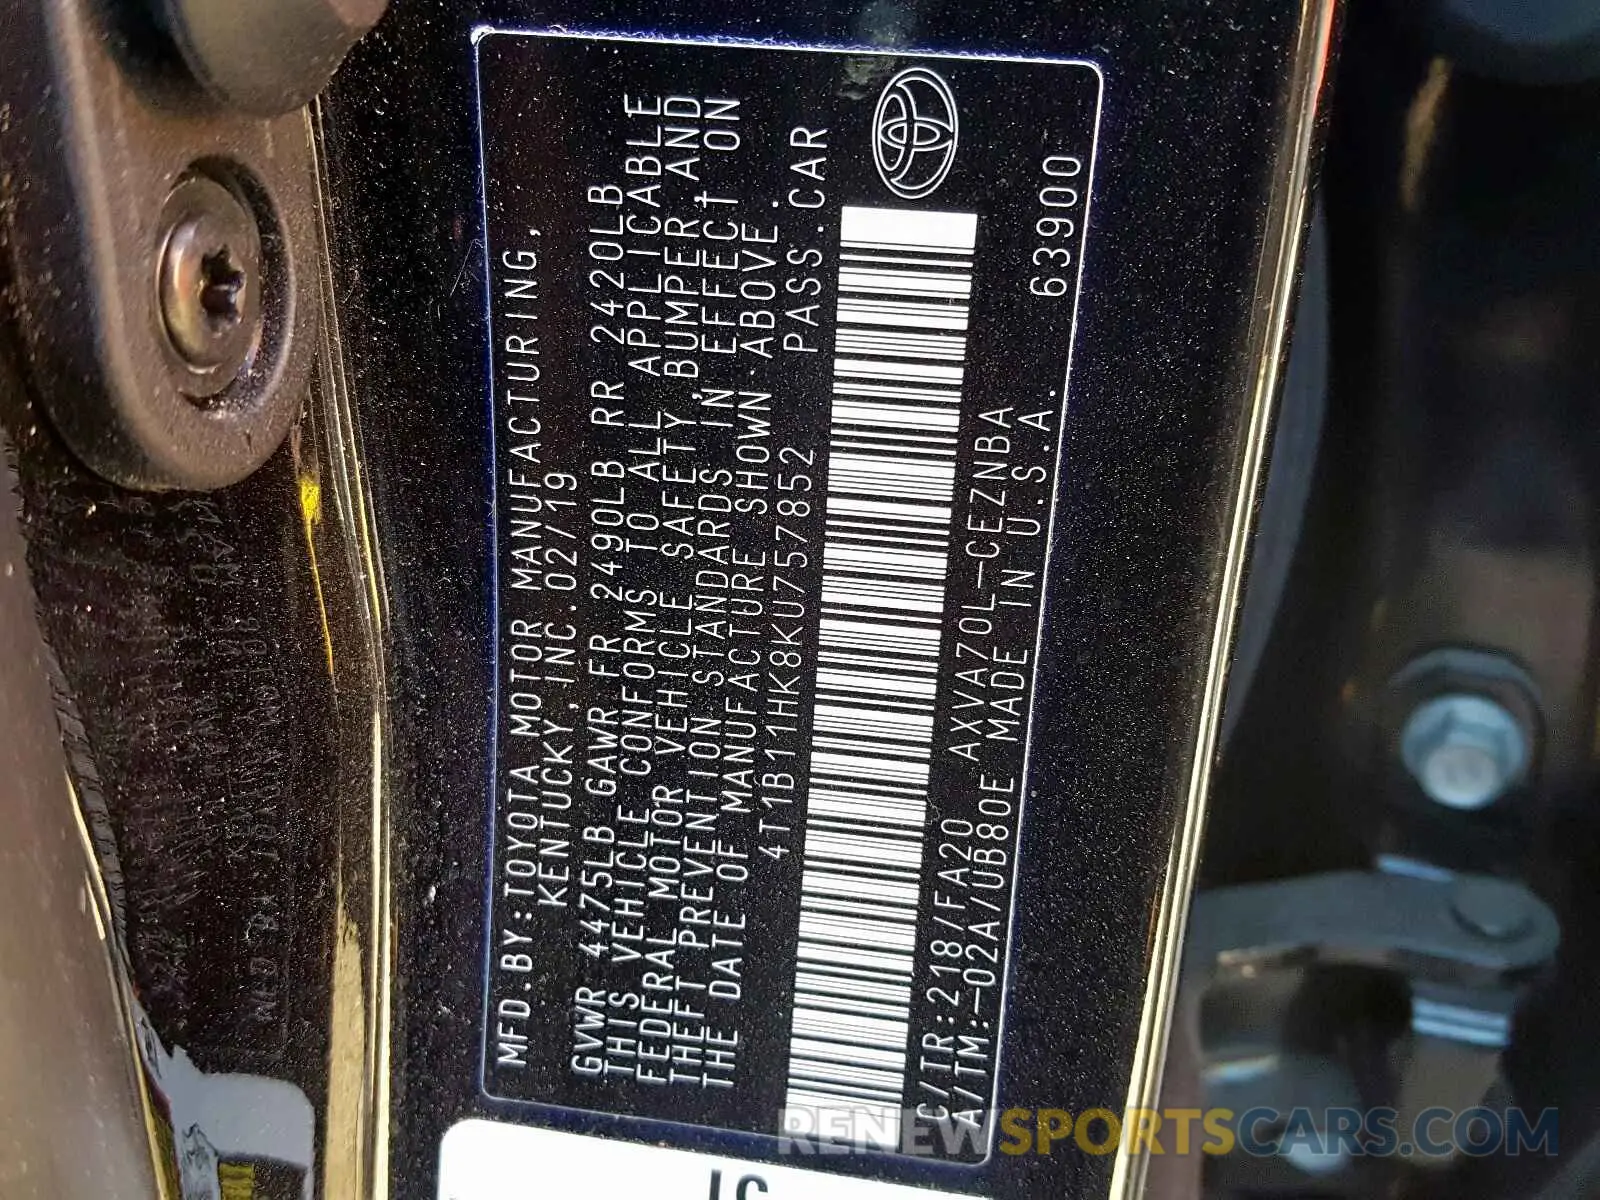 MFD.BY:TOYOTA MOTOR MANUFACTURING,
KENTUCKY,INC.02/19
GVWR 4475LB GAWR FR 2490LB RR 2420LB
THIS VEHICLE CONFORMS TO ALL APPLICABLE
FEDERAL MOTOR VEHICLE SAFETY, BUMPER, AND
THEFT PREVENTION STANDARDS IN EFFECT ON
THE DATE OF MANUFACTURE SHOWN ABOVE.
4T1B11HK8KU757852 PASS.CAR
C/TR:218/FA20 AXVA70L-CEZNBA
A/TM:-02A/UB80E MADE IN U.S.A. 63900
RENEWSPORTSCARS.COM